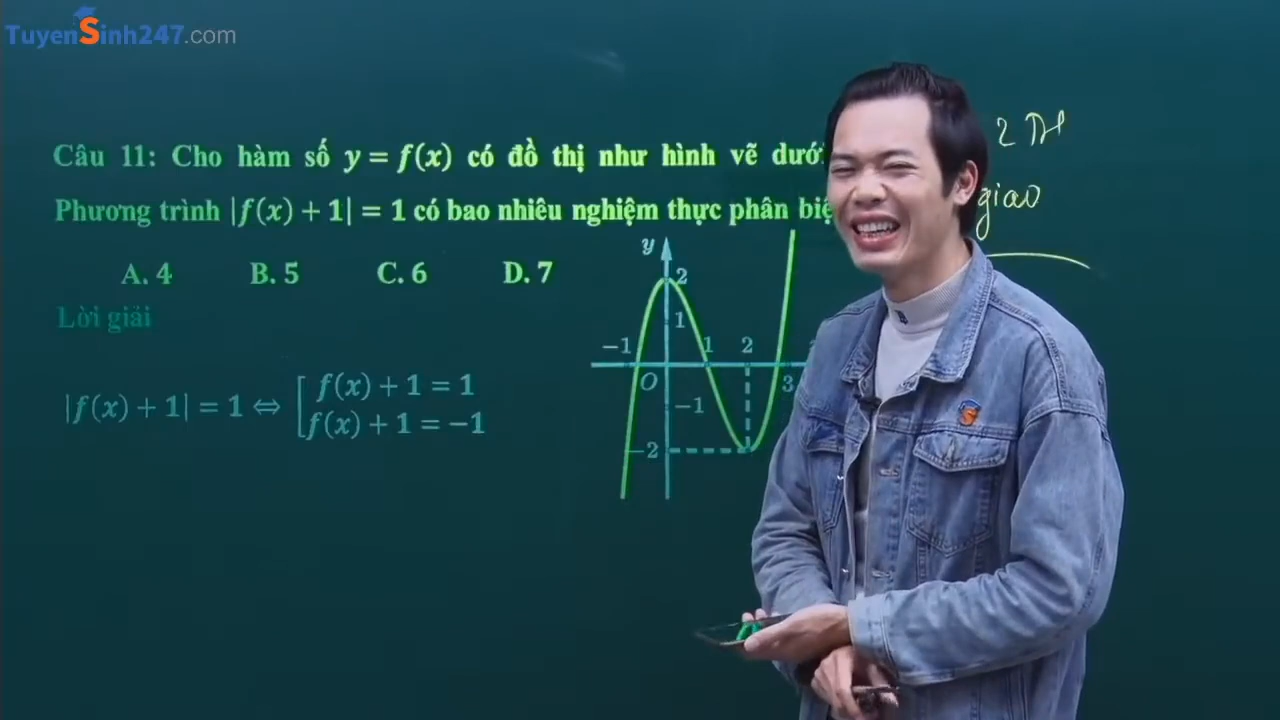 TuyenSinh247.com
2 TH
Câu 11: Cho hàm số y = f(x) có đồ thị như hình vẽ dưới
Phương trình |f(x) + 1| = 1 có bao nhiêu nghiệm thực phân biệ
giao
A. 4 B. 5 C. 6 D. 7
Lời giải
|f(x) + 1| = 1 ⇔ [ f(x) + 1 = 1
f(x) + 1 = −1
y
2
1
−1 1 2
O 3
−1
−2